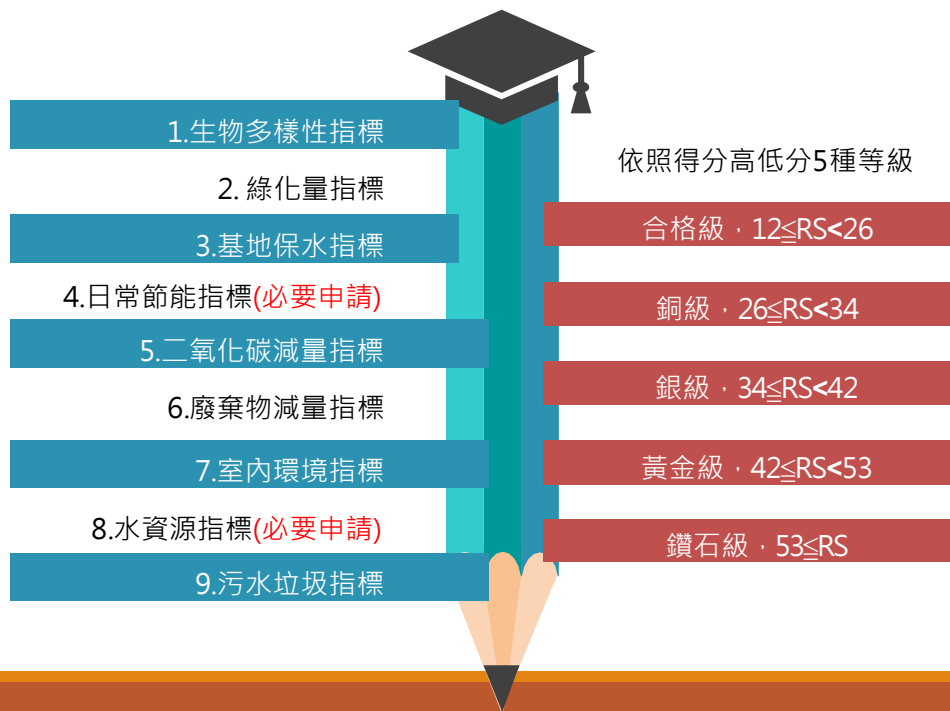 1.生物多樣性指標
2. 綠化量指標
3.基地保水指標
4.日常節能指標(必要申請)
5.二氧化碳減量指標
6.廢棄物減量指標
7.室內環境指標
8.水資源指標(必要申請)
9.污水垃圾指標
依照得分高低分5種等級
合格級，12≦RS<26
銅級，26≦RS<34
銀級，34≦RS<42
黃金級，42≦RS<53
鑽石級，53≦RS